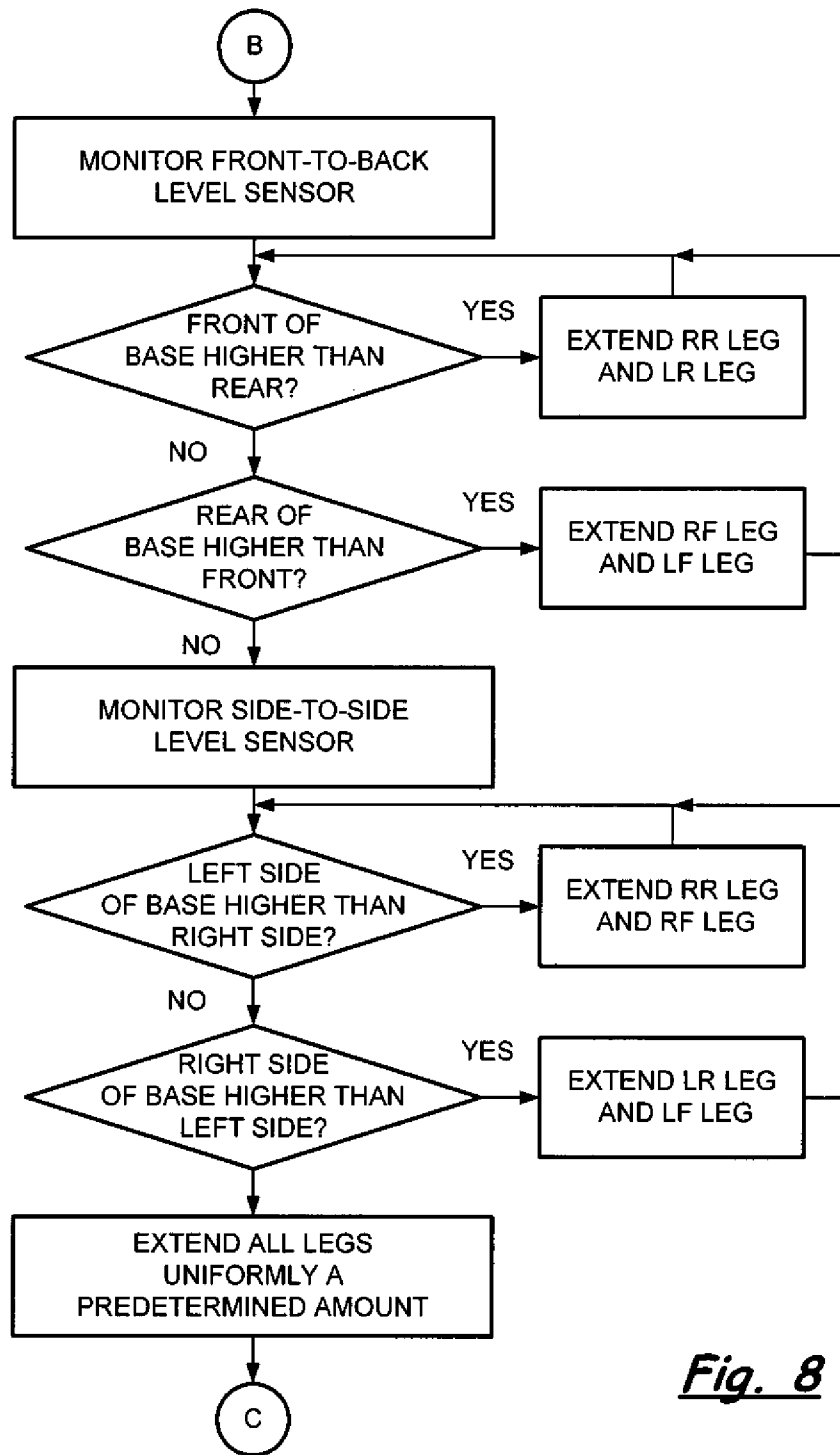 B
MONITOR FRONT-TO-BACK
LEVEL SENSOR
FRONT OF
BASE HIGHER THAN
REAR?
YES
EXTEND RR LEG
AND LR LEG
NO
REAR OF
BASE HIGHER THAN
FRONT?
YES
EXTEND RF LEG
AND LF LEG
NO
MONITOR SIDE-TO-SIDE
LEVEL SENSOR
LEFT SIDE
OF BASE HIGHER THAN
RIGHT SIDE?
YES
EXTEND RR LEG
AND RF LEG
NO
RIGHT SIDE
OF BASE HIGHER THAN
LEFT SIDE?
YES
EXTEND LR LEG
AND LF LEG
EXTEND ALL LEGS
UNIFORMLY A
PREDETERMINED AMOUNT
C
Fig. 8